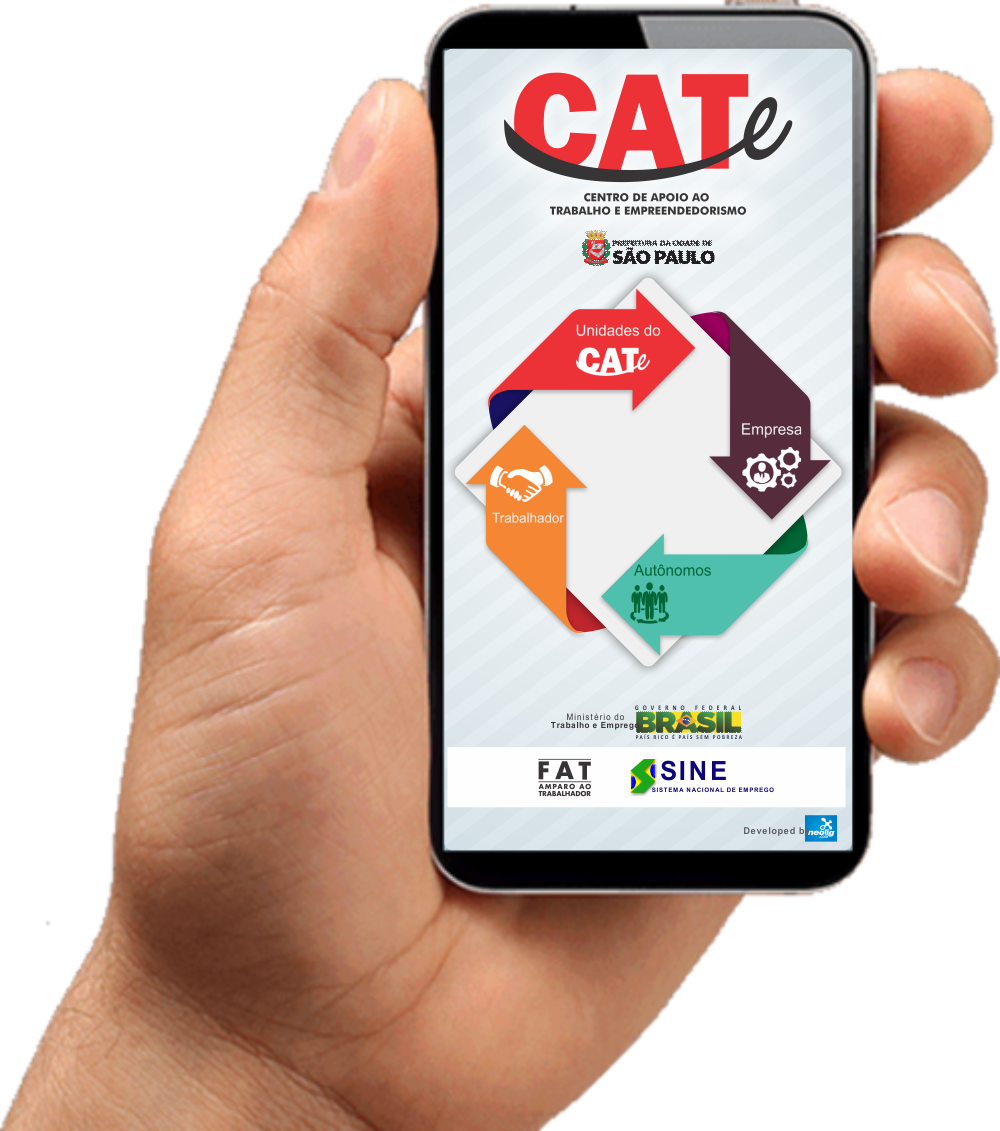 CATe
CENTRO DE APOIO AO
TRABALHO E EMPREENDEDORISMO
PREFEITURA DA CIDADE DE
SÃO PAULO
Unidades do
CATe
Empresa
Trabalhador
Autônomos
GOVERNO FEDERAL
Ministério do
Trabalho e Emprego
BRASIL
PAÍS RICO É PAÍS SEM POBREZA
FAT
AMPARO AO
TRABALHADOR
SINE
SISTEMA NACIONAL DE EMPREGO
Developed b
neolig